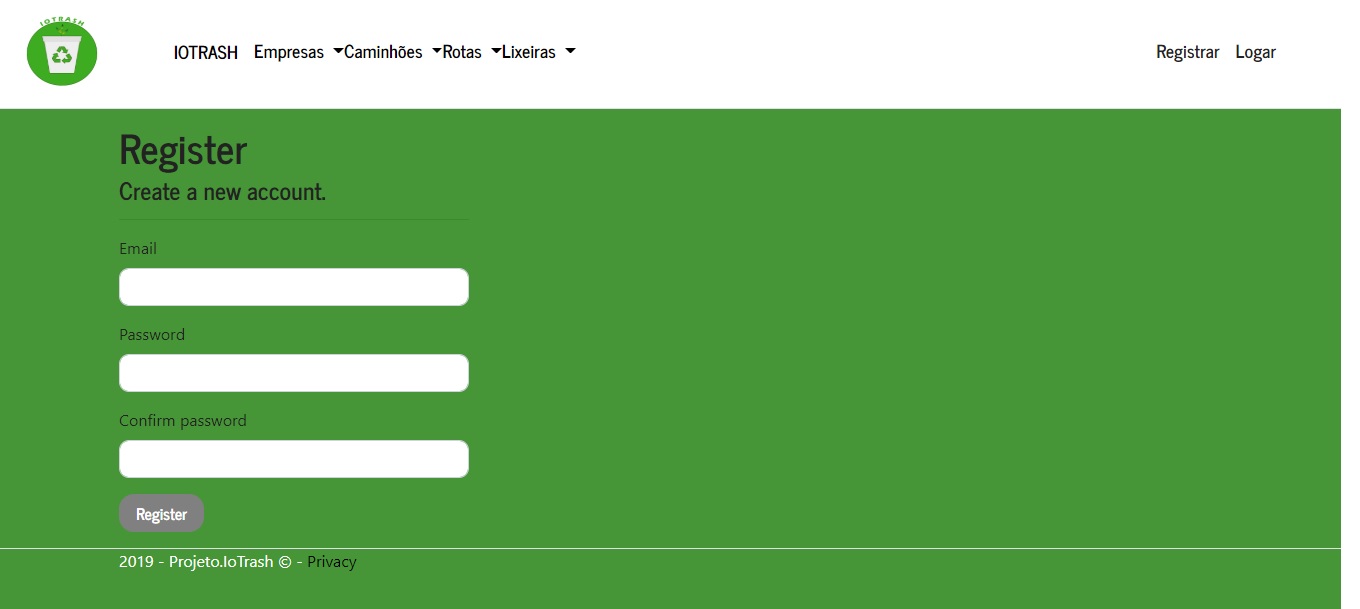 IOTRASH
IOTRASH Empresas Caminhões Rotas Lixeiras Registrar Logar
Register
Create a new account.
Email
Password
Confirm password
Register
2019 - Projeto.IoTrash © - Privacy